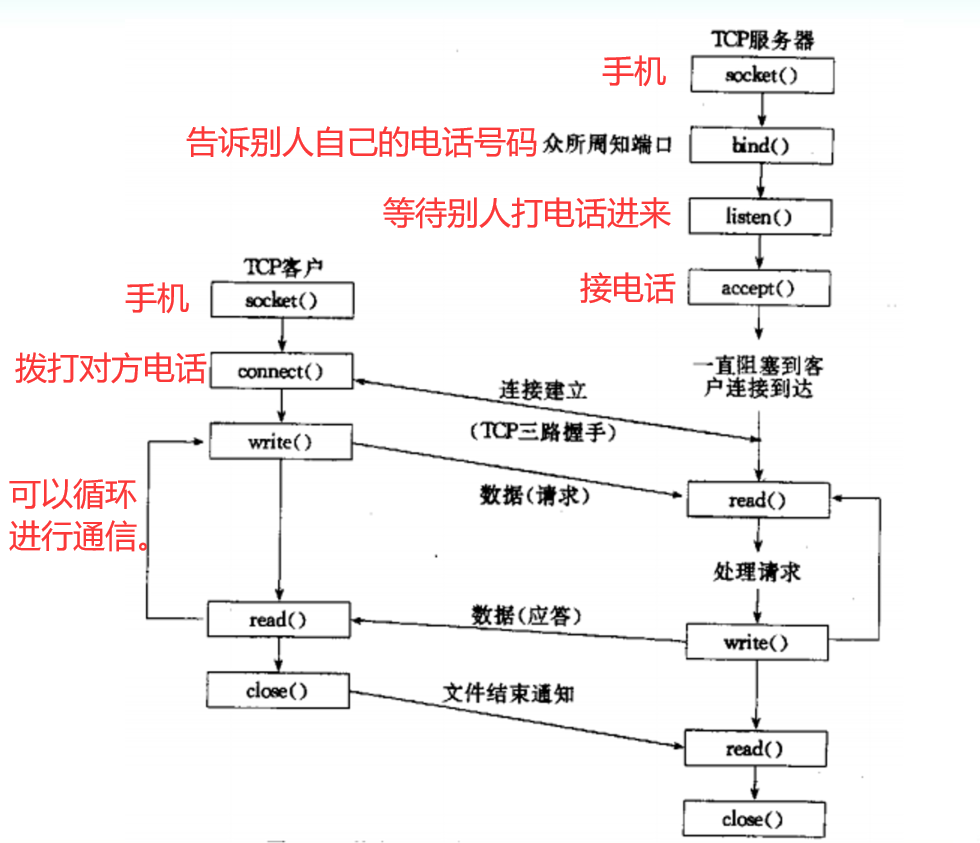 TCP服务器
手机
socket()
告诉别人自己的电话号码
众所周知端口
bind()
等待别人打电话进来
listen()
TCP客户
手机
socket()
接电话
accept()
拨打对方电话
connect()
一直阻塞到客
户连接到达
连接建立
(TCP三路握手)
write()
可以循环
进行通信。
数据(请求)
read()
处理请求
read()
数据(应答)
write()
close()
文件结束通知
read()
close()